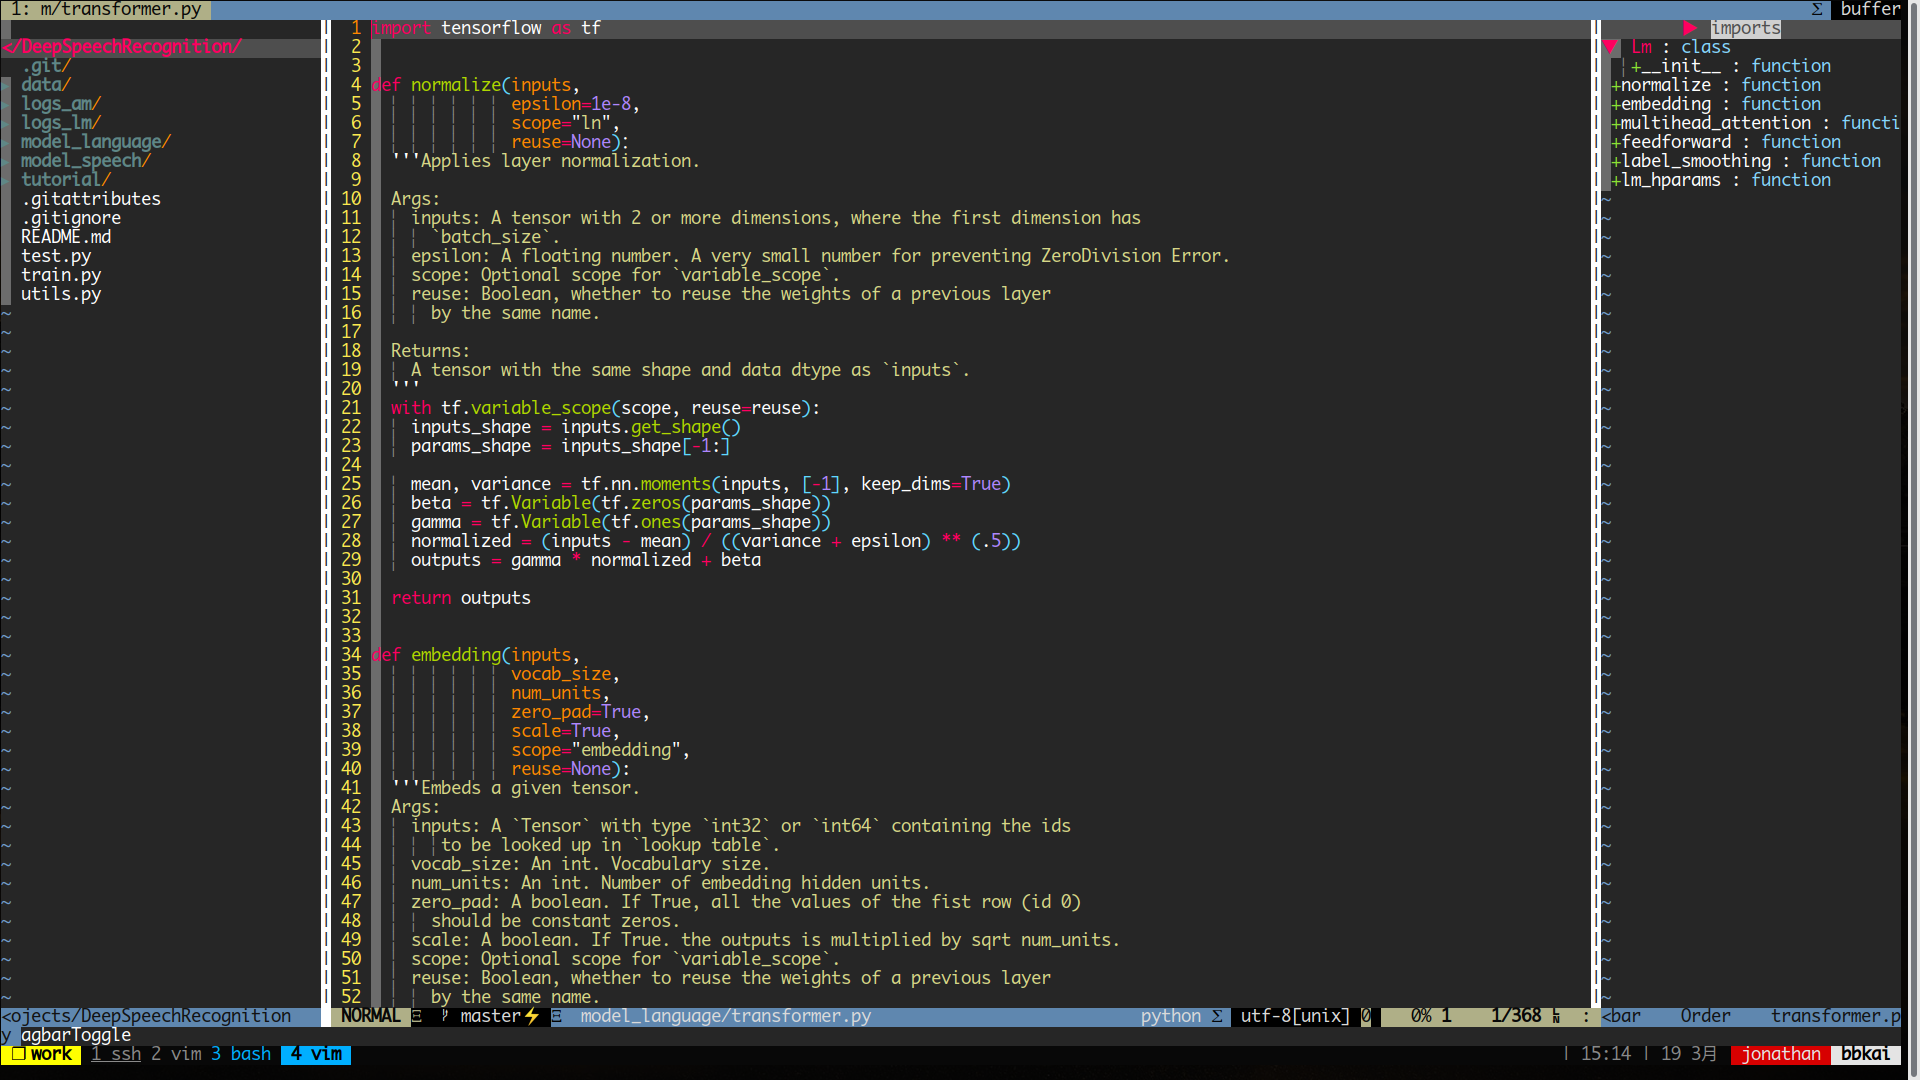 1: m/transformer.py Σ buffer
</DeepSpeechRecognition/
.git/
data/
logs_am/
logs_lm/
model_language/
model_speech/
tutorial/
.gitattributes
.gitignore
README.md
test.py
train.py
utils.py
1 import tensorflow as tf
2
3
4 def normalize(inputs,
5 epsilon=1e-8,
6 scope="ln",
7 reuse=None):
8 '''Applies layer normalization.
9
10 Args:
11 inputs: A tensor with 2 or more dimensions, where the first dimension has
12 `batch_size`.
13 epsilon: A floating number. A very small number for preventing ZeroDivision Error.
14 scope: Optional scope for `variable_scope`.
15 reuse: Boolean, whether to reuse the weights of a previous layer
16 by the same name.
17
18 Returns:
19 A tensor with the same shape and data dtype as `inputs`.
20 '''
21 with tf.variable_scope(scope, reuse=reuse):
22 inputs_shape = inputs.get_shape()
23 params_shape = inputs_shape[-1:]
24
25 mean, variance = tf.nn.moments(inputs, [-1], keep_dims=True)
26 beta = tf.Variable(tf.zeros(params_shape))
27 gamma = tf.Variable(tf.ones(params_shape))
28 normalized = (inputs - mean) / ((variance + epsilon) ** (.5))
29 outputs = gamma * normalized + beta
30
31 return outputs
32
33
34 def embedding(inputs,
35 vocab_size,
36 num_units,
37 zero_pad=True,
38 scale=True,
39 scope="embedding",
40 reuse=None):
41 '''Embeds a given tensor.
42 Args:
43 inputs: A `Tensor` with type `int32` or `int64` containing the ids
44 to be looked up in `lookup table`.
45 vocab_size: An int. Vocabulary size.
46 num_units: An int. Number of embedding hidden units.
47 zero_pad: A boolean. If True, all the values of the fist row (id 0)
48 should be constant zeros.
49 scale: A boolean. If True. the outputs is multiplied by sqrt num_units.
50 scope: Optional scope for `variable_scope`.
51 reuse: Boolean, whether to reuse the weights of a previous layer
52 by the same name.
▶ imports
▼ Lm : class
+__init__ : function
+normalize : function
+embedding : function
+multihead_attention : functi
+feedforward : function
+label_smoothing : function
+lm_hparams : function
<ojects/DeepSpeechRecognition NORMAL Ξ master⚡ Ξ model_language/transformer.py python Σ utf-8[unix] 0% 1 1/368 : <bar Order transformer.p
y agbarToggle
❐ work 1 ssh 2 vim 3 bash 4 vim | 15:14 | 19 3月 jonathan bbkai